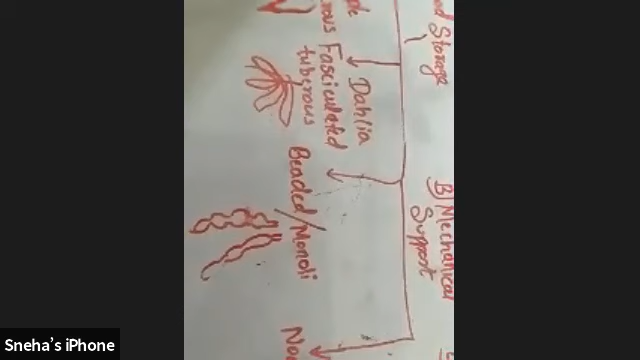 Storage
B) Mechanical
Support
Dahlia
Fasciculated
tuberous
Beaded/Monoli
Sneha's iPhone